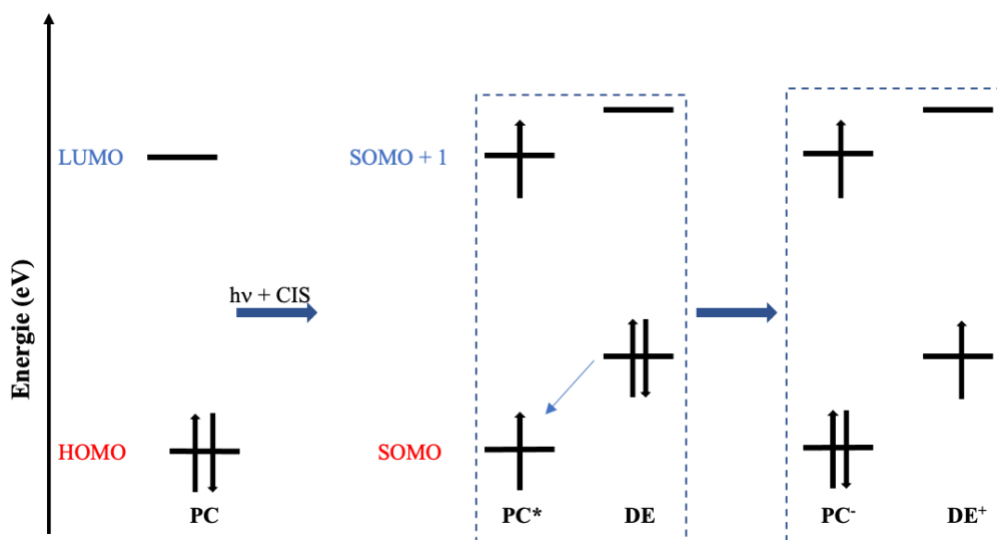 Energie (eV)
LUMO
HOMO
PC
hν + CIS
SOMO + 1
SOMO
PC*
DE
PC-
DE+